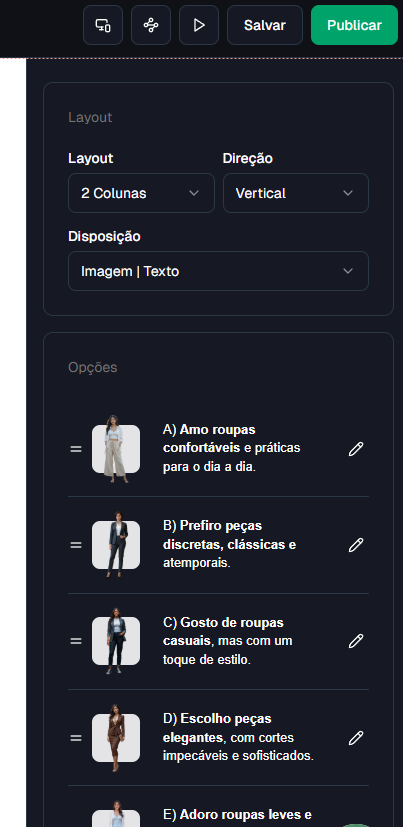 Salvar
Publicar
Layout
Layout
Direção
2 Colunas
Vertical
Disposição
Imagem | Texto
Opções
A) Amo roupas
confortáveis e práticas
para o dia a dia.
B) Prefiro peças
discretas, clássicas e
atemporais.
C) Gosto de roupas
casuais, mas com um
toque de estilo.
D) Escolho peças
elegantes, com cortes
impecáveis e sofisticados.
E) Adoro roupas leves e